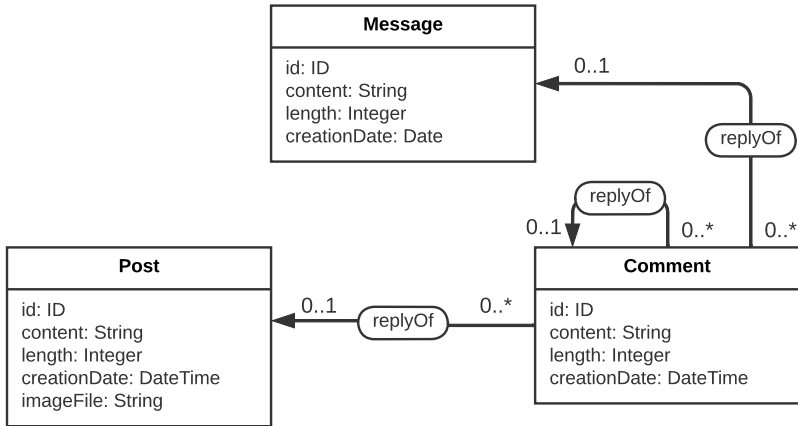 Message
id: ID
content: String
length: Integer
creationDate: Date
0..1
replyOf
replyOf
0..1
0..*
0..*
Post
id: ID
content: String
length: Integer
creationDate: DateTime
imageFile: String
0..1
replyOf
0..*
Comment
id: ID
content: String
length: Integer
creationDate: DateTime